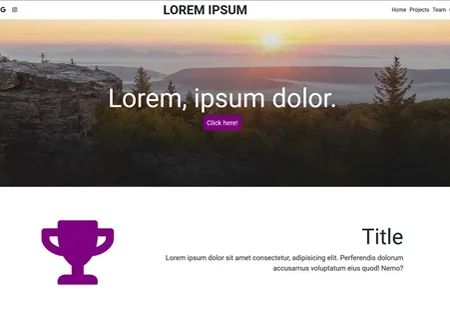 LOREM IPSUM
Home Projects Team
Lorem, ipsum dolor.
Click here!
Title
Lorem ipsum dolor sit amet consectetur, adipisicing elit. Perferendis dolorem
accusamus voluptatum eius quod! Nemo?